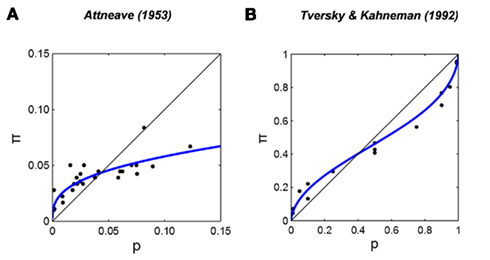 A Attneave (1953)
0.15
0.10
π
0.05
0
0 0.05 0.10 0.15
p
B Tversky & Kahneman (1992)
1
0.8
0.6
π
0.4
0.2
0
0 0.2 0.4 0.6 0.8 1
p